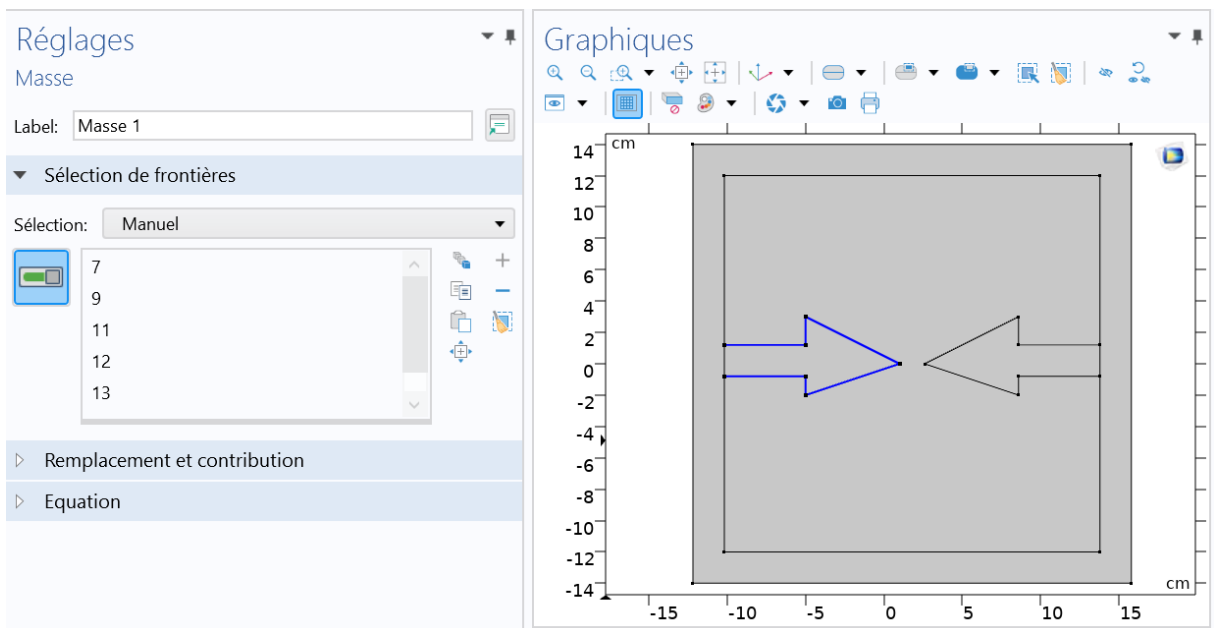 Réglages
Masse
Label: Masse 1
Sélection de frontières
Sélection: Manuel
7
9
11
12
13
Remplacement et contribution
Equation
Graphiques
cm
14
12
10
8
6
4
2
0
-2
-4
-6
-8
-10
-12
-14
cm
-15 -10 -5 0 5 10 15